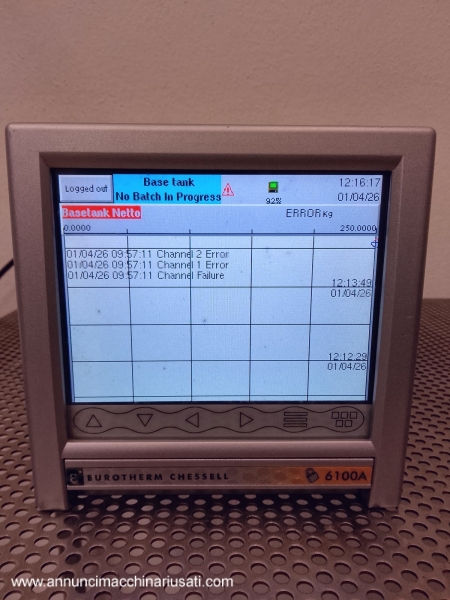 Logged out
Base tank
No Batch In Progress
92%
12:16:17
01/04/26
Basetank Netto
ERROR kg
0.0000
250.0000
01/04/26 09:57:11 Channel 2 Error
01/04/26 09:57:11 Channel 1 Error
01/04/26 09:57:11 Channel Failure
12:13:49
01/04/26
12:12:29
01/04/26
EUROTHERM CHESSELL
6100A
www.annuncimacchinariusati.com